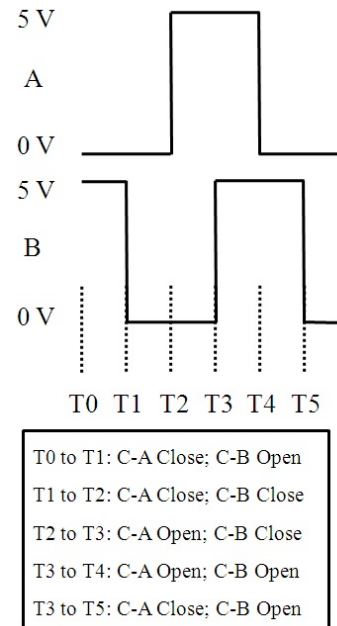 5 V
A
0 V
5 V
B
0 V
T0 T1 T2 T3 T4 T5
T0 to T1: C-A Close; C-B Open
T1 to T2: C-A Close; C-B Close
T2 to T3: C-A Open; C-B Close
T3 to T4: C-A Open; C-B Open
T3 to T5: C-A Close; C-B Open